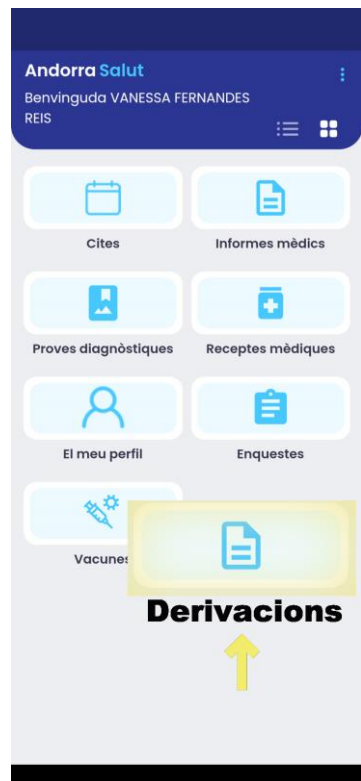 Andorra Salut
Benvinguda VANESSA FERNANDES
REIS
Cites
Informes mèdics
Proves diagnòstiques
Receptes mèdiques
El meu perfil
Enquestes
Vacunes
Derivacions